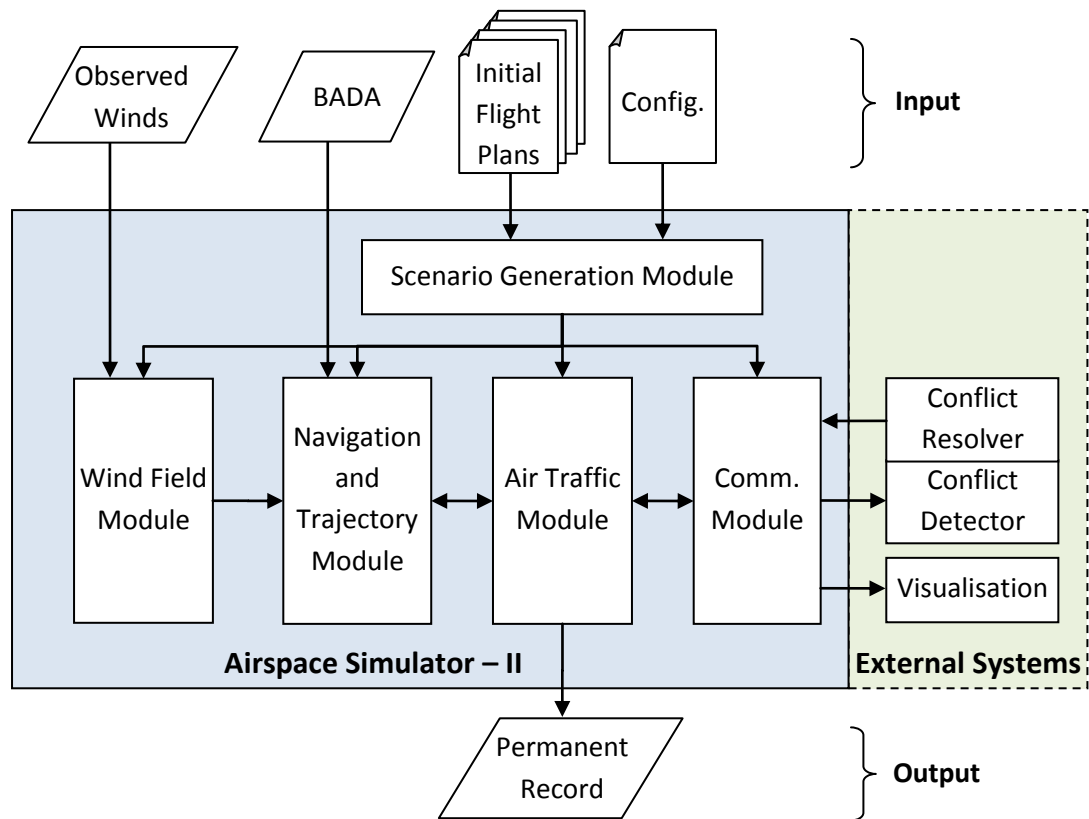 Observed
Winds
BADA
Initial
Flight
Plans
Config.
Input
Scenario Generation Module
Wind Field
Module
Navigation
and
Trajectory
Module
Air Traffic
Module
Comm.
Module
Conflict
Resolver
Conflict
Detector
Visualisation
Airspace Simulator – II
External Systems
Permanent
Record
Output